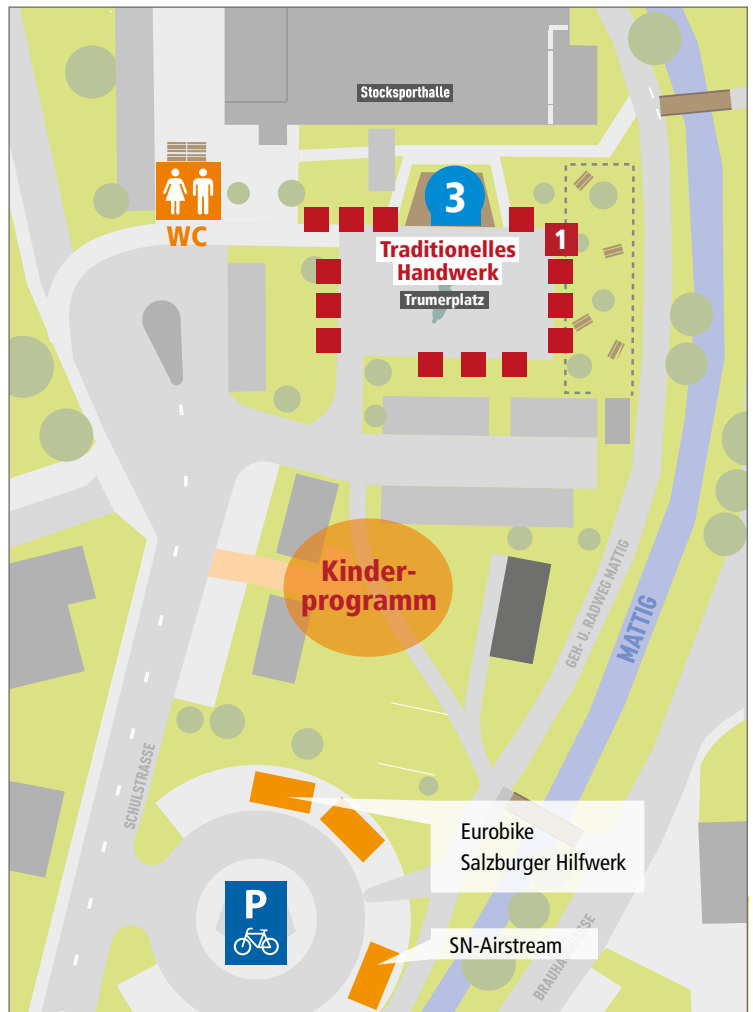 Stocksporthalle
WC
3
1
Traditionelles
Handwerk
Trumerplatz
Kinder-
programm
GEH- U. RADWEG MATTIG
MATTIG
SCHULSTRASSE
Eurobike
Salzburger Hilfwerk
P
SN-Airstream